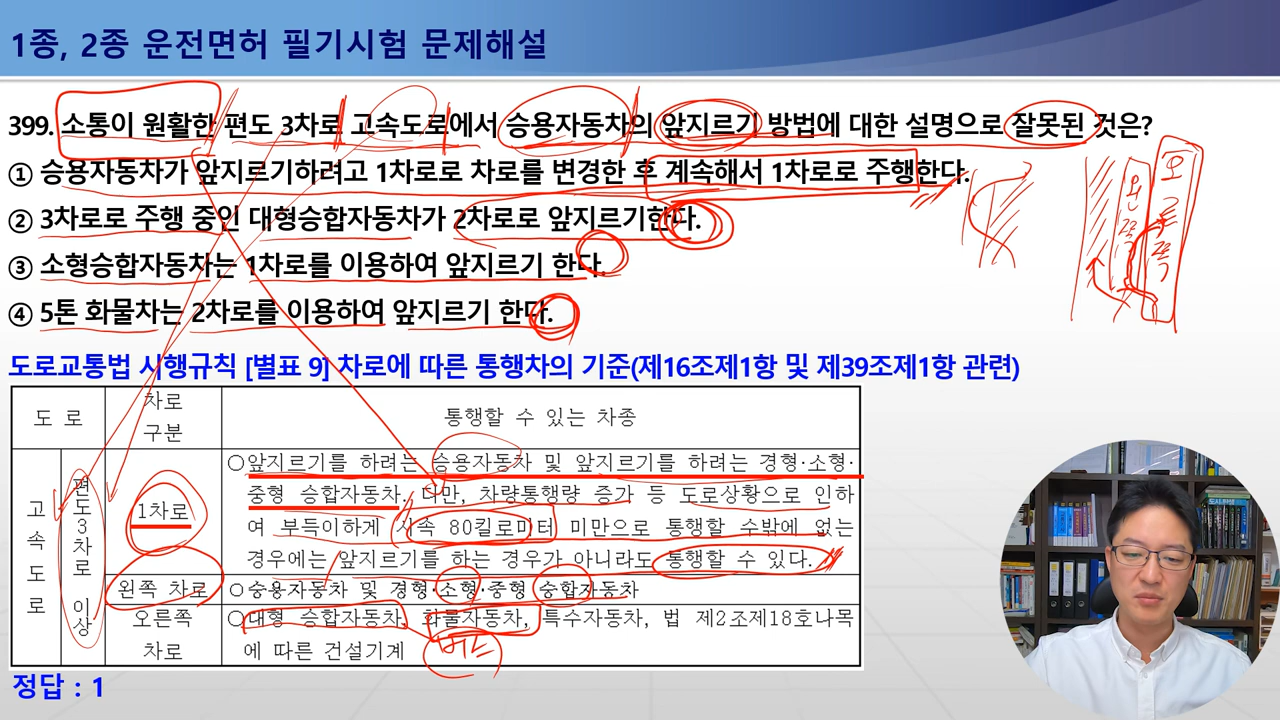 1종, 2종 운전면허 필기시험 문제해설
399. 소통이 원활한 편도 3차로 고속도로에서 승용자동차의 앞지르기 방법에 대한 설명으로 잘못된 것은?
① 승용자동차가 앞지르기하려고 1차로로 차로를 변경한 후 계속해서 1차로로 주행한다.
② 3차로로 주행 중인 대형승합자동차가 2차로로 앞지르기한다.
③ 소형승합자동차는 1차로를 이용하여 앞지르기 한다.
④ 5톤 화물차는 2차로를 이용하여 앞지르기 한다.
왼쪽
오른쪽
도로교통법 시행규칙 [별표 9] 차로에 따른 통행차의 기준(제16조제1항 및 제39조제1항 관련)
도 로
차로
구분
통행할 수 있는 차종
고속도로
편도3차로 이상
1차로
○앞지르기를 하려는 승용자동차 및 앞지르기를 하려는 경형·소형·
중형 승합자동차. 다만, 차량통행량 증가 등 도로상황으로 인하
여 부득이하게 시속 80킬로미터 미만으로 통행할 수밖에 없는
경우에는 앞지르기를 하는 경우가 아니라도 통행할 수 있다.
왼쪽 차로
○승용자동차 및 경형·소형·중형 승합자동차
오른쪽
차로
○대형 승합자동차, 화물자동차, 특수자동차, 법 제2조제18호나목
에 따른 건설기계
버스
정답 : 1